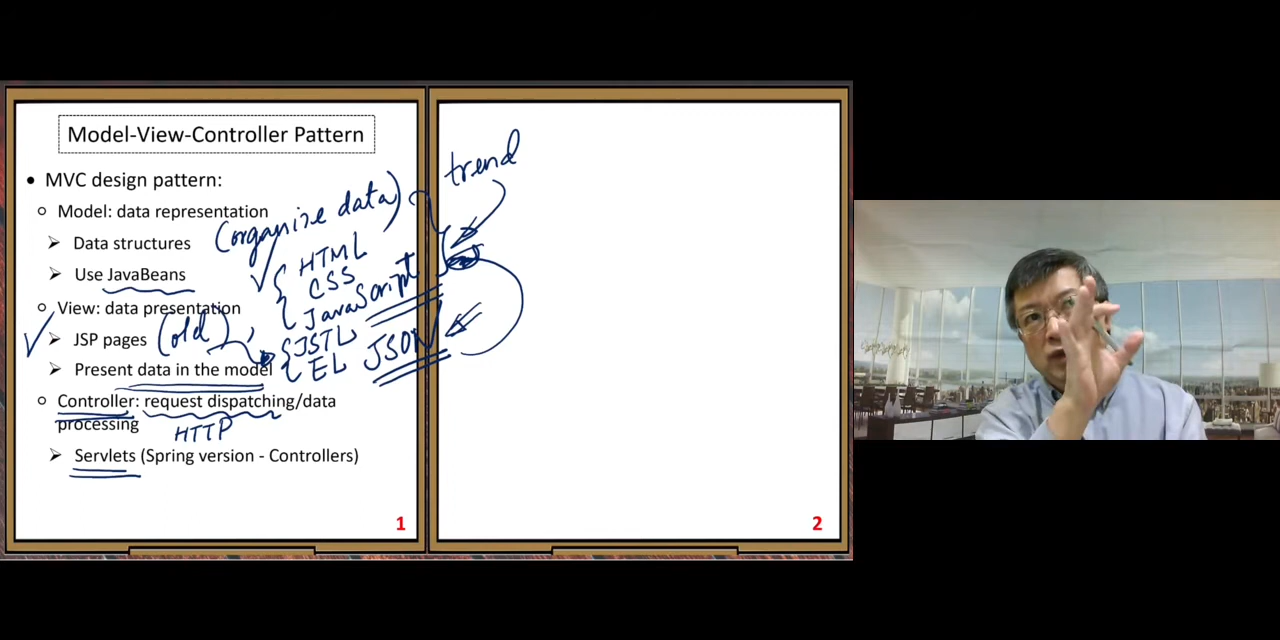 Model-View-Controller Pattern
trend
• MVC design pattern:
(organize data)
o Model: data representation
➢ Data structures
HTML
➢ Use JavaBeans
CSS
JavaScript
o View: data presentation
➢ JSP pages (old)
JSTL
JSON
➢ Present data in the model
EL
o Controller: request dispatching/data
processing
HTTP
➢ Servlets (Spring version - Controllers)
1
2